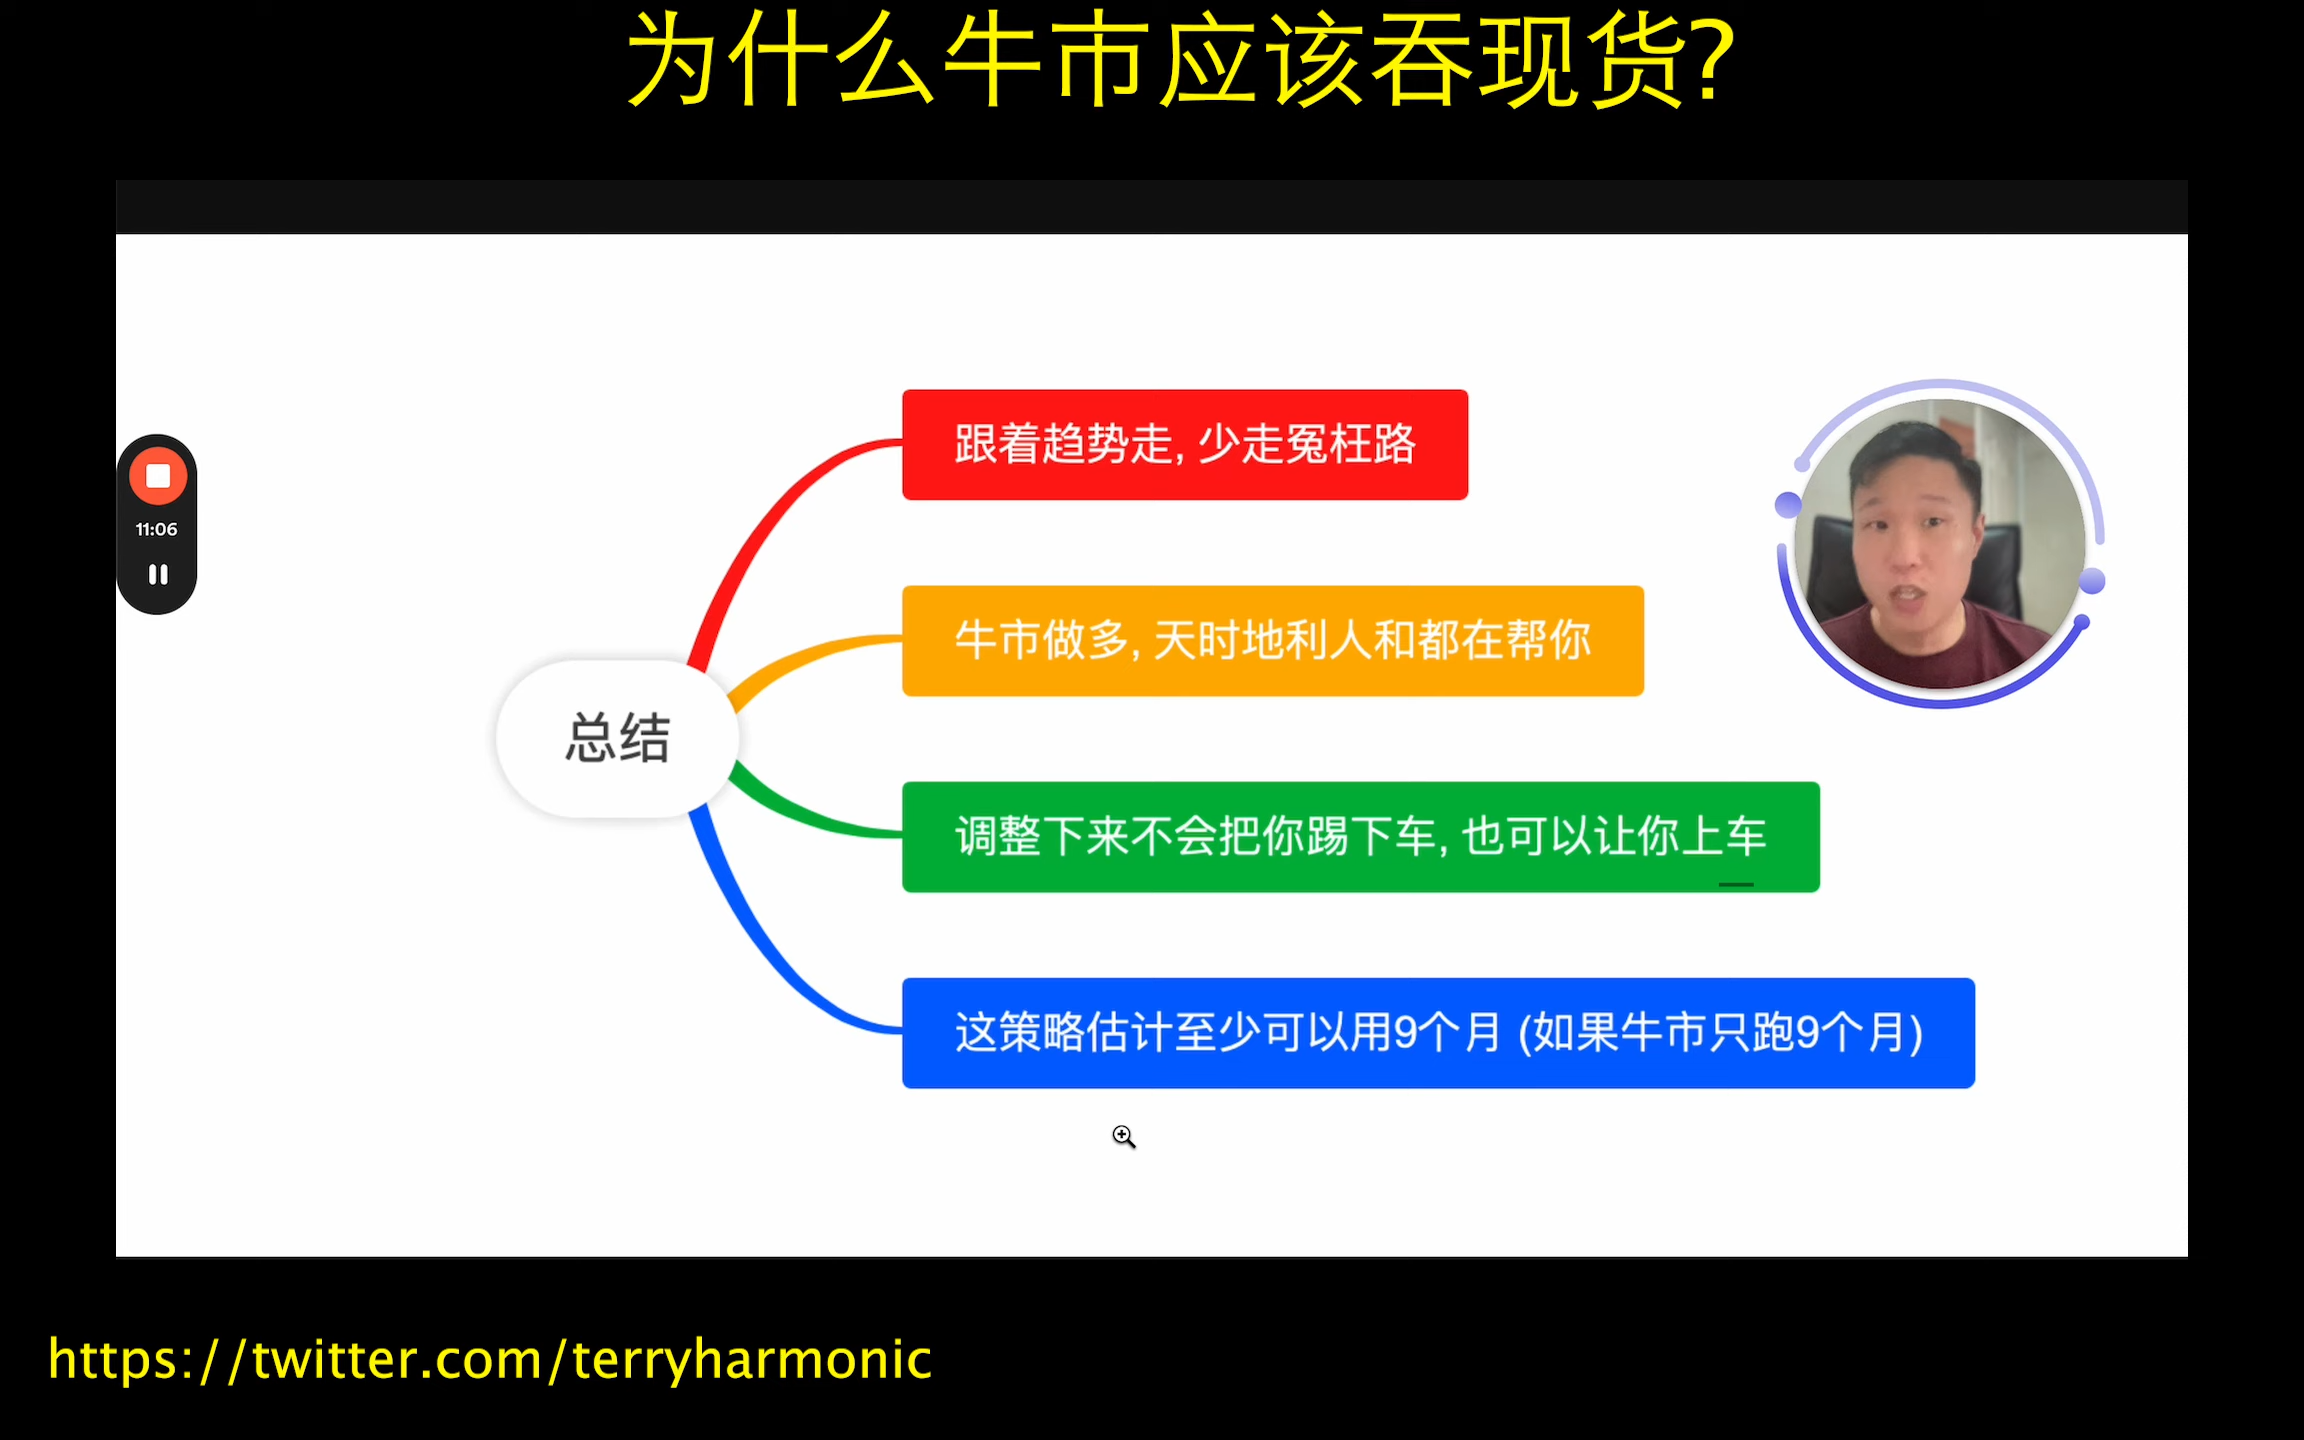 为什么牛市应该吞现货?
11:06
总结
跟着趋势走, 少走冤枉路
牛市做多, 天时地利人和都在帮你
调整下来不会把你踢下车, 也可以让你上车
这策略估计至少可以用9个月 (如果牛市只跑9个月)
https://twitter.com/terryharmonic